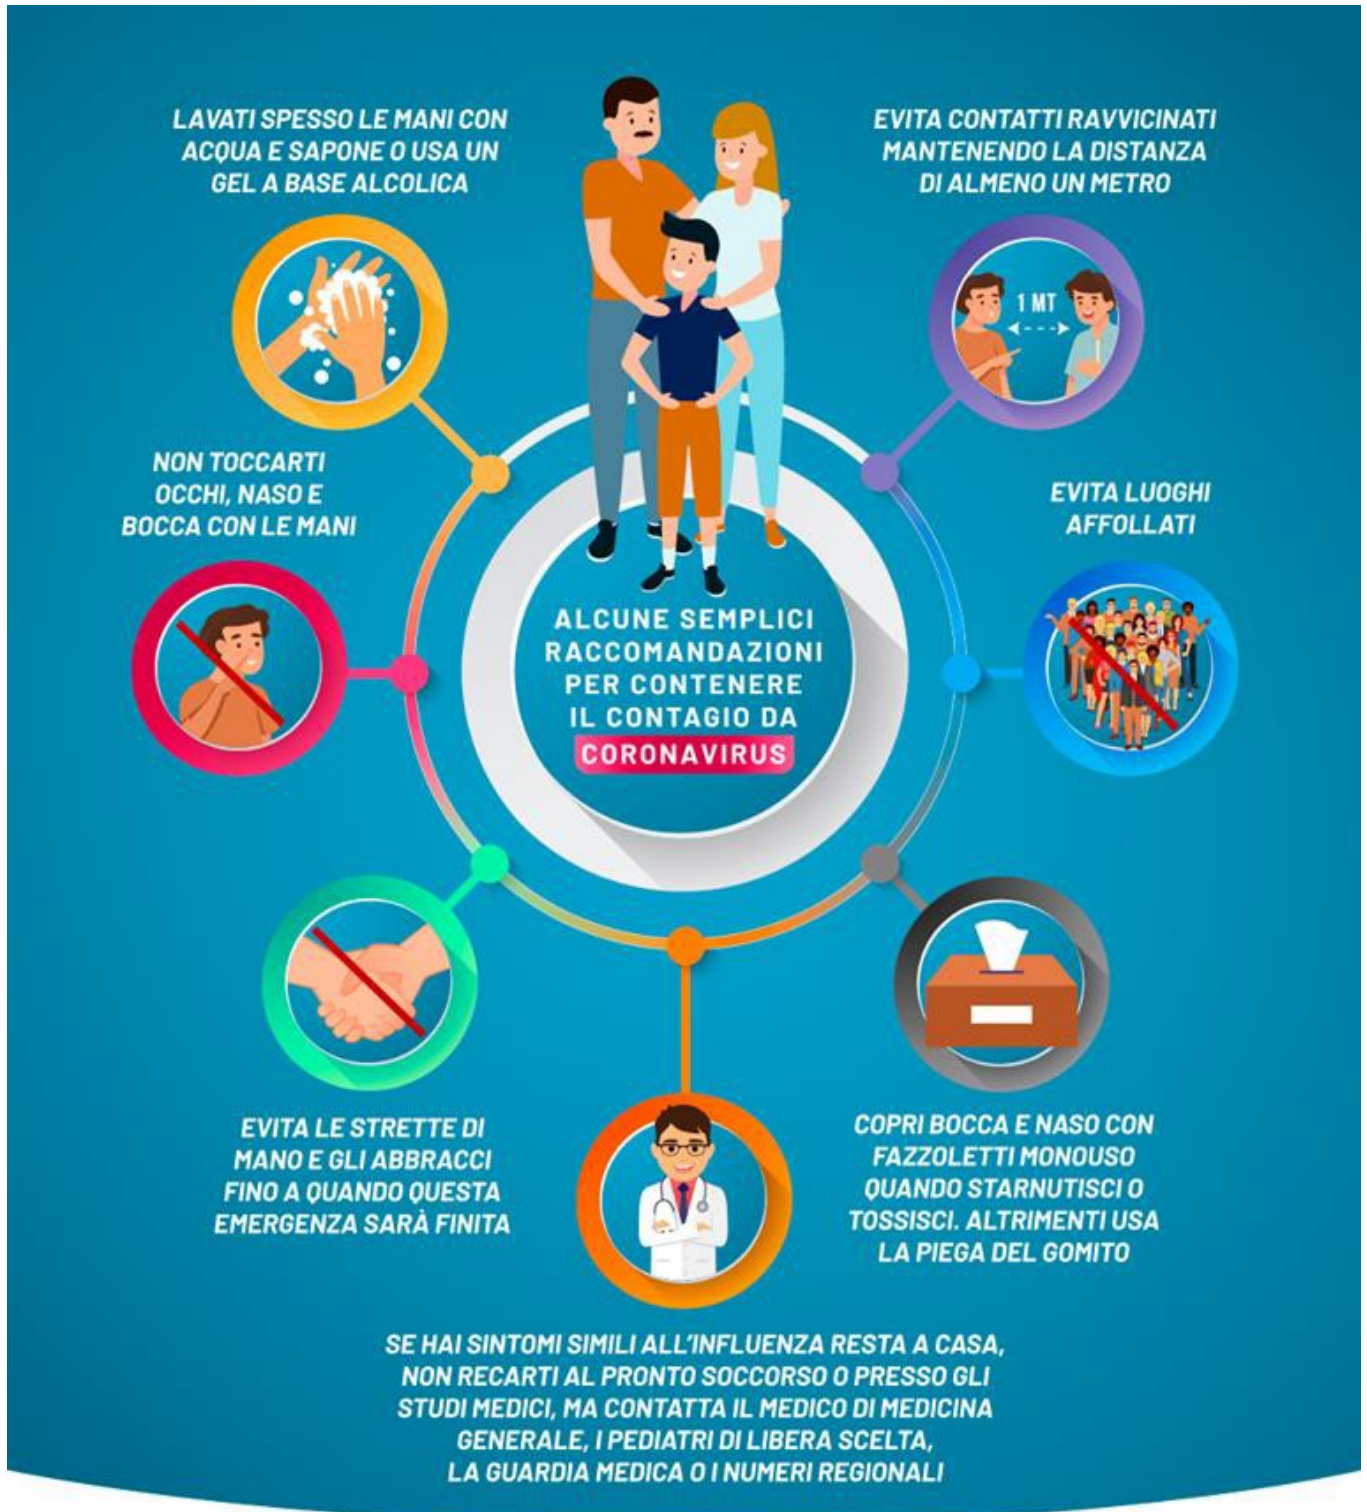 LAVATI SPESSO LE MANI CON
ACQUA E SAPONE O USA UN
GEL A BASE ALCOLICA
EVITA CONTATTI RAVVICINATI
MANTENENDO LA DISTANZA
DI ALMENO UN METRO
1 MT
NON TOCCARTI
OCCHI, NASO E
BOCCA CON LE MANI
EVITA LUOGHI
AFFOLLATI
ALCUNE SEMPLICI
RACCOMANDAZIONI
PER CONTENERE
IL CONTAGIO DA
CORONAVIRUS
EVITA LE STRETTE DI
MANO E GLI ABBRACCI
FINO A QUANDO QUESTA
EMERGENZA SARÀ FINITA
COPRI BOCCA E NASO CON
FAZZOLETTI MONOUSO
QUANDO STARNUTISCI O
TOSSISCI. ALTRIMENTI USA
LA PIEGA DEL GOMITO
SE HAI SINTOMI SIMILI ALL'INFLUENZA RESTA A CASA,
NON RECARTI AL PRONTO SOCCORSO O PRESSO GLI
STUDI MEDICI, MA CONTATTA IL MEDICO DI MEDICINA
GENERALE, I PEDIATRI DI LIBERA SCELTA,
LA GUARDIA MEDICA O I NUMERI REGIONALI